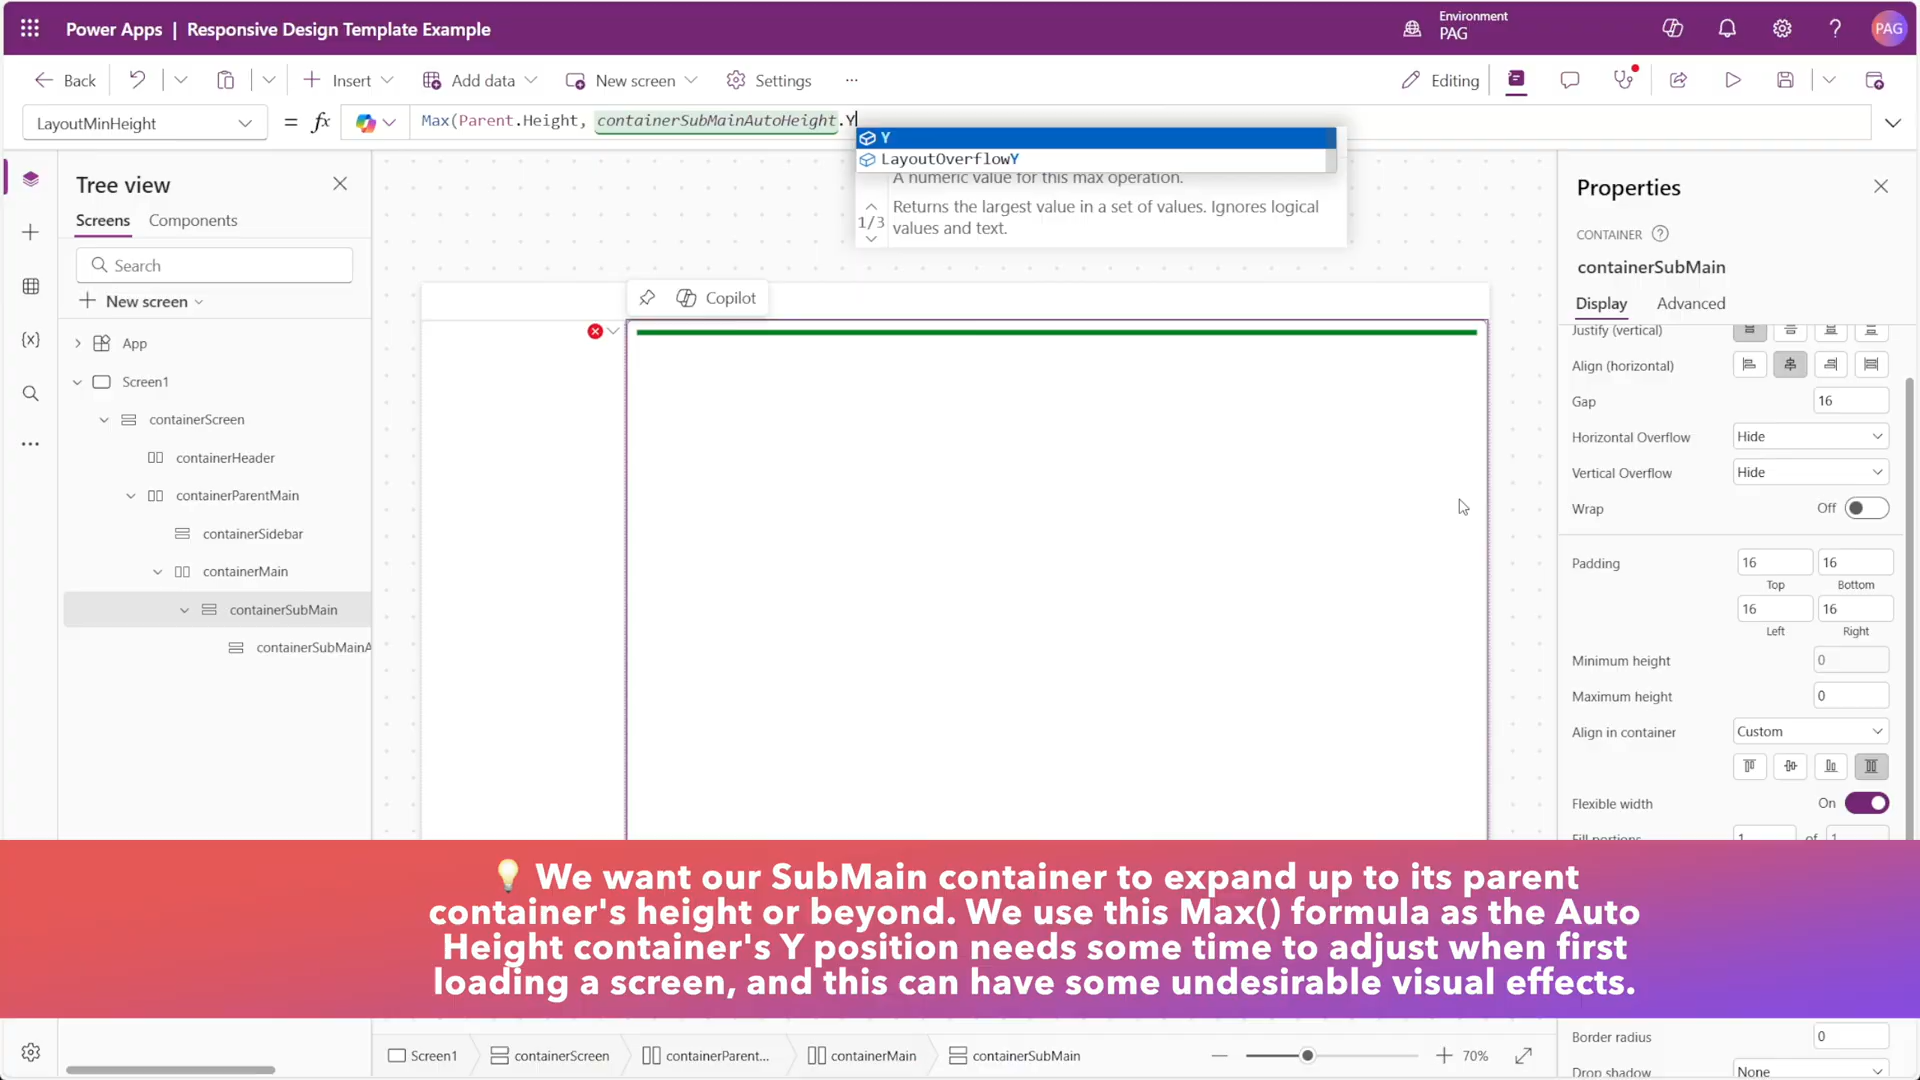 Power Apps | Responsive Design Template Example
Environment
PAG
PAG
Back
Insert
Add data
New screen
Settings
...
Editing
LayoutMinHeight
= fx
Max(Parent.Height, containerSubMainAutoHeight.Y
Y
LayoutOverflowY
A numeric value for this max operation.
1/3
Returns the largest value in a set of values. Ignores logical
values and text.
Tree view
Screens
Components
Search
New screen
App
Screen1
containerScreen
containerHeader
containerParentMain
containerSidebar
containerMain
containerSubMain
containerSubMainA
Copilot
Properties
CONTAINER
containerSubMain
Display
Advanced
Justify (vertical)
Align (horizontal)
Gap
16
Horizontal Overflow
Hide
Vertical Overflow
Hide
Wrap
Off
Padding
16
16
Top
Bottom
16
16
Left
Right
Minimum height
0
Maximum height
0
Align in container
Custom
Flexible width
On
Fill portions
1
of
1
💡 We want our SubMain container to expand up to its parent
container's height or beyond. We use this Max() formula as the Auto
Height container's Y position needs some time to adjust when first
loading a screen, and this can have some undesirable visual effects.
Border radius
0
Drop shadow
None
Screen1
containerScreen
containerParent...
containerMain
containerSubMain
70%